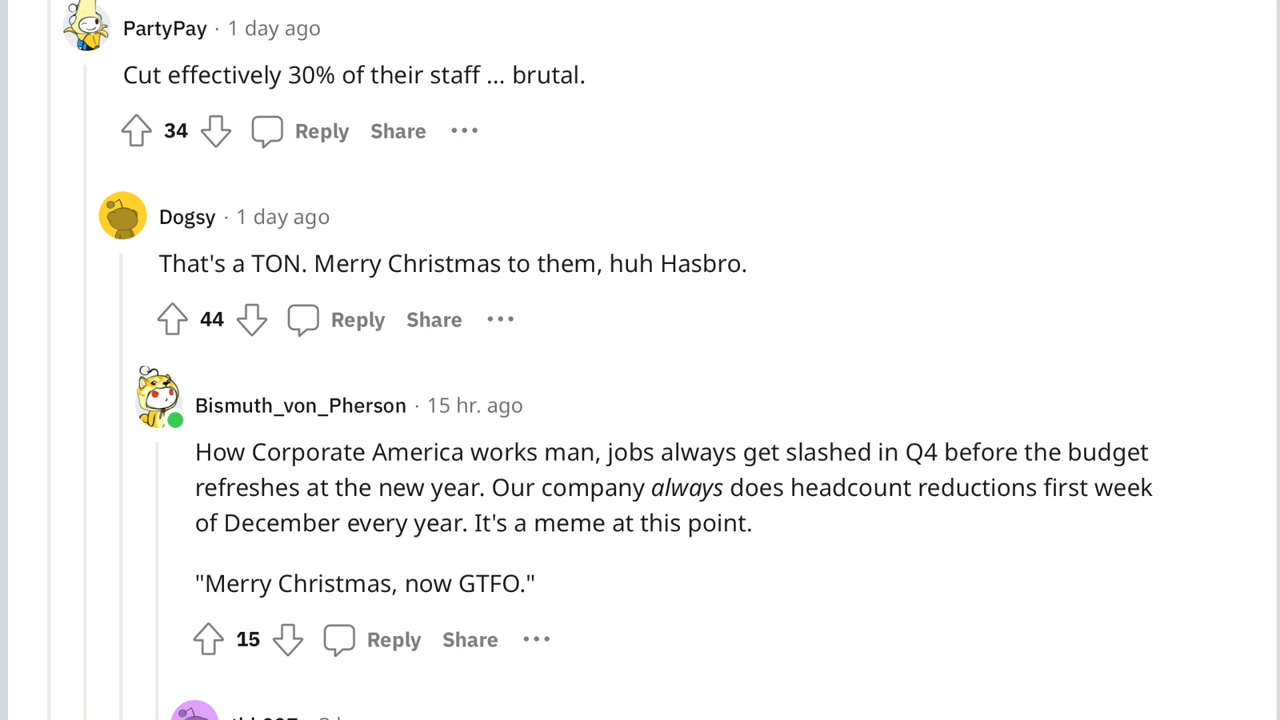 PartyPay · 1 day ago
Cut effectively 30% of their staff ... brutal.
34 Reply Share
Dogsy · 1 day ago
That's a TON. Merry Christmas to them, huh Hasbro.
44 Reply Share
Bismuth_von_Pherson · 15 hr. ago
How Corporate America works man, jobs always get slashed in Q4 before the budget
refreshes at the new year. Our company always does headcount reductions first week
of December every year. It's a meme at this point.
"Merry Christmas, now GTFO."
15 Reply Share